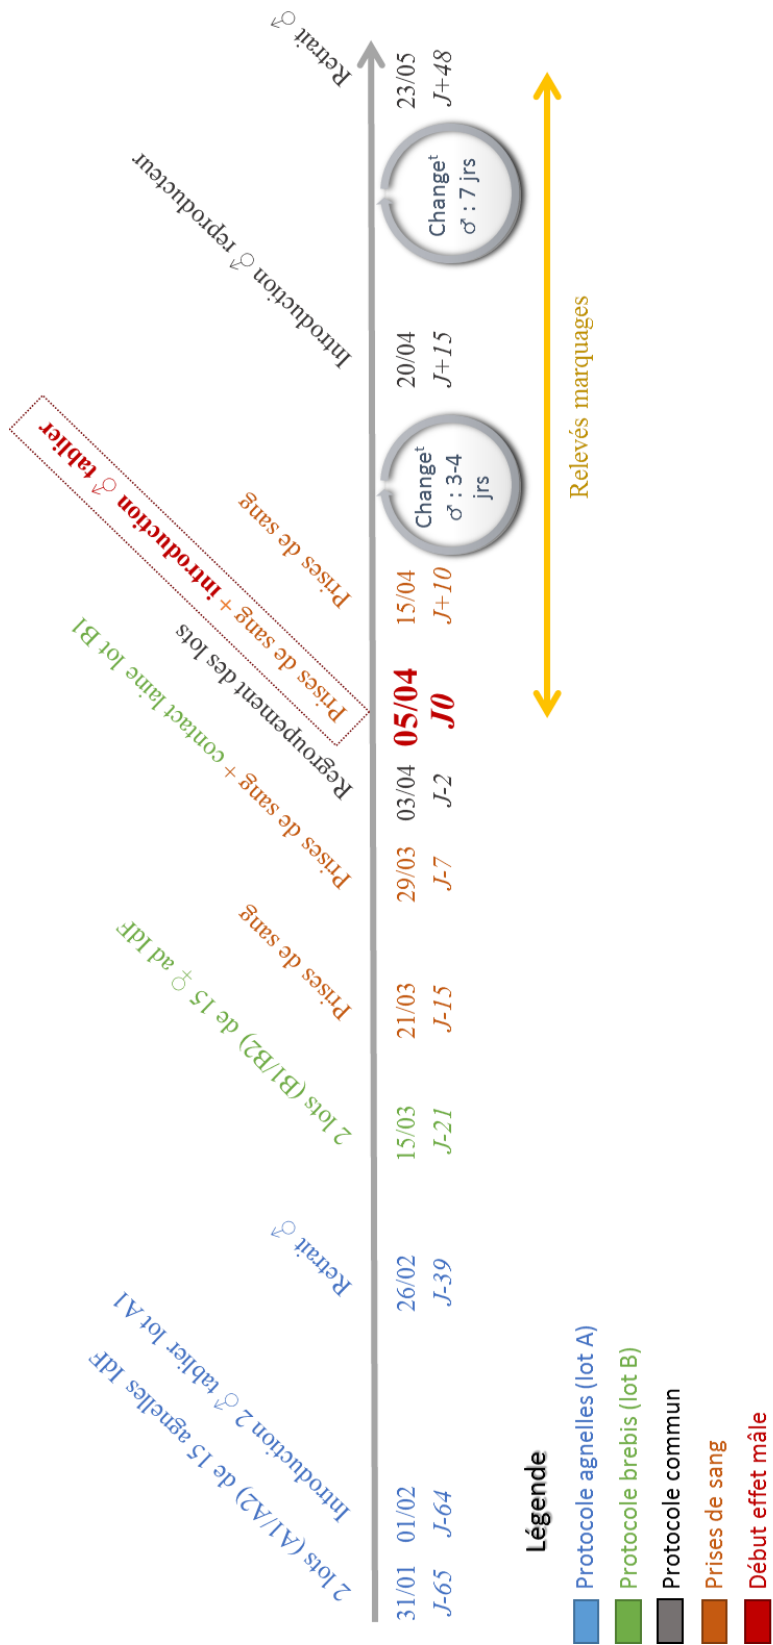 2 lots (A1/A2) de 15 agnelles IdF
Introduction 2 ♂ tablier lot A1
Retrait ♂
2 lots (B1/B2) de 15 ♀ ad IdF
Prises de sang
Prises de sang + contact laine lot B1
Regroupement des lots
Prises de sang + introduction ♂ tablier
Prises de sang
Introduction ♂ reproducteur
Retrait ♂
31/01
J-65
01/02
J-64
26/02
J-39
15/03
J-21
21/03
J-15
29/03
J-7
03/04
J-2
05/04
J0
15/04
J+10
Changeᵗ
♂ : 3-4
jrs
20/04
J+15
Changeᵗ
♂ : 7 jrs
23/05
J+48
Relevés marquages
Légende
Protocole agnelles (lot A)
Protocole brebis (lot B)
Protocole commun
Prises de sang
Début effet mâle